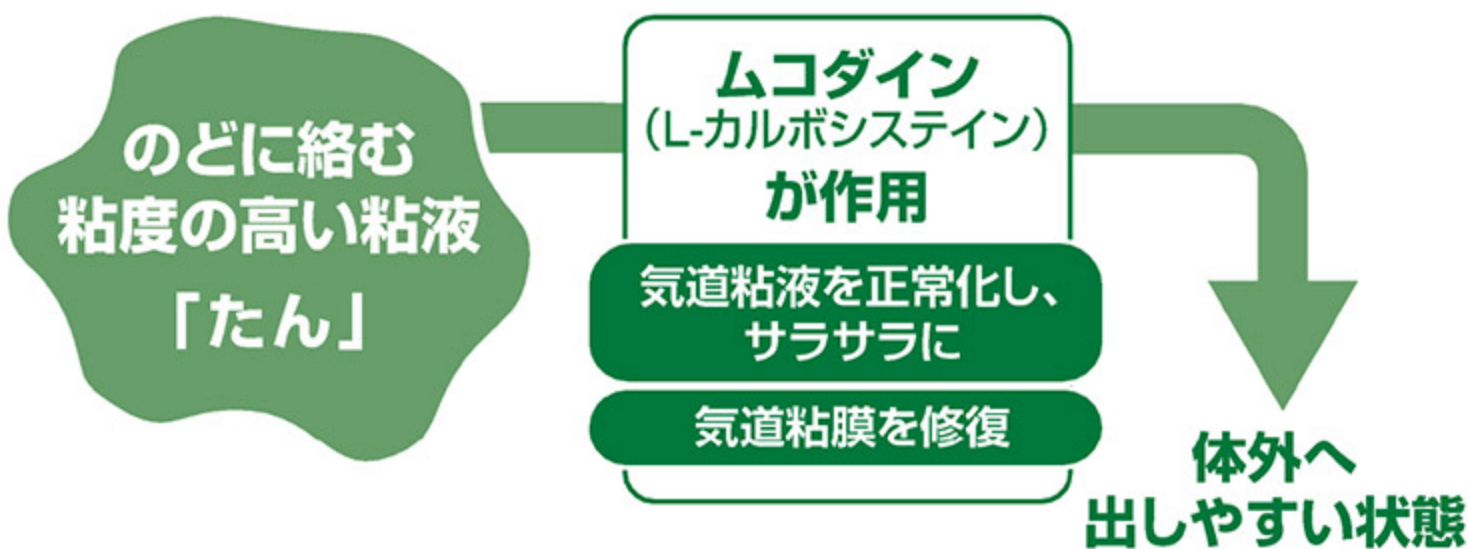 のどに絡む
粘度の高い粘液
「たん」
ムコダイン
（L-カルボシステイン）
が作用
気道粘液を正常化し、
サラサラに
気道粘膜を修復
体外へ
出しやすい状態